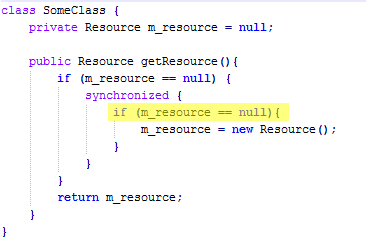 class SomeClass {
    private Resource m_resource = null;

    public Resource getResource(){
        if (m_resource == null) {
            synchronized {
                if (m_resource == null){
                    m_resource = new Resource();
                }
            }
        }
        return m_resource;
    }
}